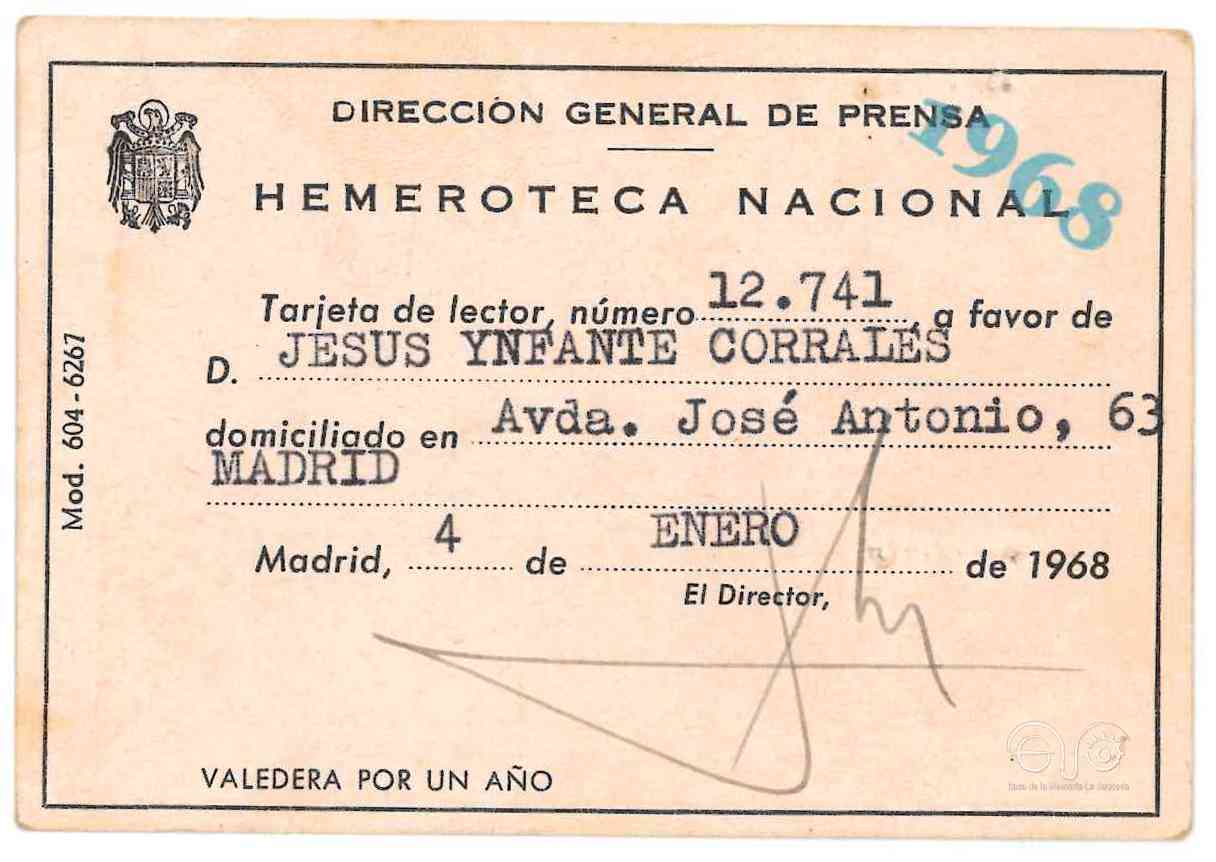 DIRECCIÓN GENERAL DE PRENSA
1968
HEMEROTECA NACIONAL
Tarjeta de lector, número 12.741 a favor de
D. JESUS YNFANTE CORRALES
domiciliado en Avda. José Antonio, 63
MADRID
Madrid, 4 de ENERO de 1968
El Director,
VALEDERA POR UN AÑO
Mod. 604-6267